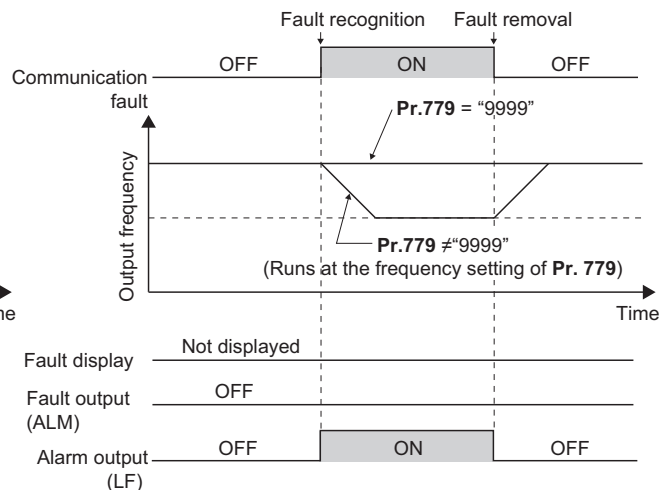 Fault recognition Fault removal
Communication fault
OFF ON OFF
Pr.779 = "9999"
Output frequency
Pr.779 ≠"9999"
(Runs at the frequency setting of Pr. 779)
me
Time
Fault display
Not displayed
Fault output
(ALM)
OFF
Alarm output
(LF)
OFF ON OFF